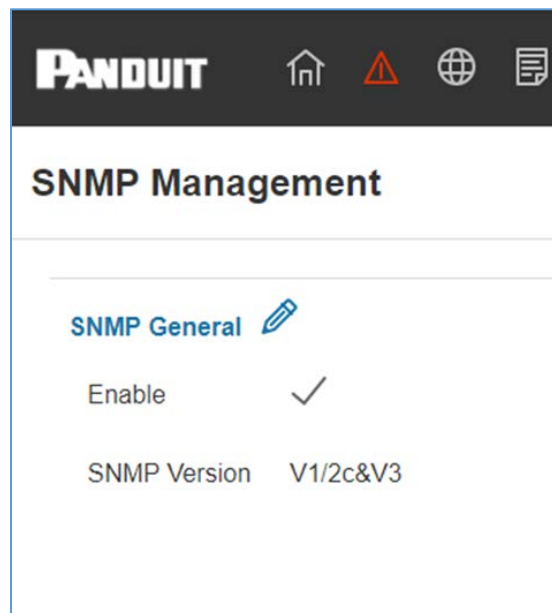 PANDUIT
SNMP Management
SNMP General
Enable
SNMP Version V1/2c&V3